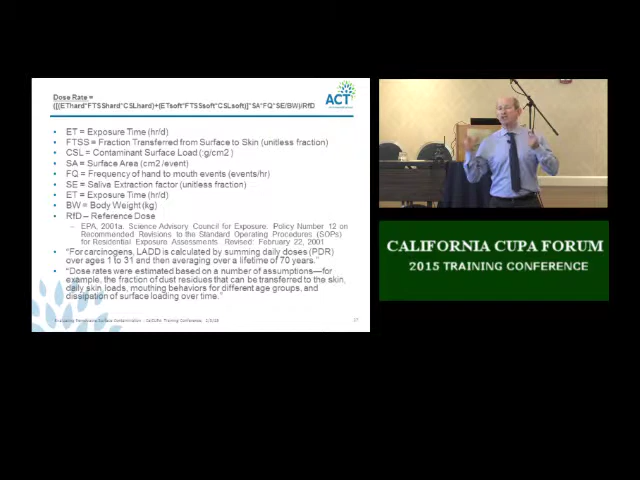 Dose Rate =
([(EThard*FTSShard*CSLhard)+(ETsoft*FTSSsoft*CSLsoft)]*SA*FQ*SE/BW)/RfD
ACT
• ET = Exposure Time (hr/d)
• FTSS = Fraction Transferred from Surface to Skin (unitless fraction)
• CSL = Contaminant Surface Load (:g/cm2 )
• SA = Surface Area (cm2 /event)
• FQ = Frequency of hand to mouth events (events/hr)
• SE = Saliva Extraction factor (unitless fraction)
• ET = Exposure Time (hr/d)
• BW = Body Weight (kg)
• RfD – Reference Dose
– EPA, 2001a. Science Advisory Council for Exposure; Policy Number 12 on
Recommended Revisions to the Standard Operating Procedures (SOPs)
for Residential Exposure Assessments. Revised: February 22, 2001
• "For carcinogens, LADD is calculated by summing daily doses (PDR)
over ages 1 to 31 and then averaging over a lifetime of 70 years."
• "Dose rates were estimated based on a number of assumptions—for
example, the fraction of dust residues that can be transferred to the skin,
daily skin loads, mouthing behaviors for different age groups, and
dissipation of surface loading over time."
Training Conference
17
CALIFORNIA CUPA FORUM
2015 TRAINING CONFERENCE